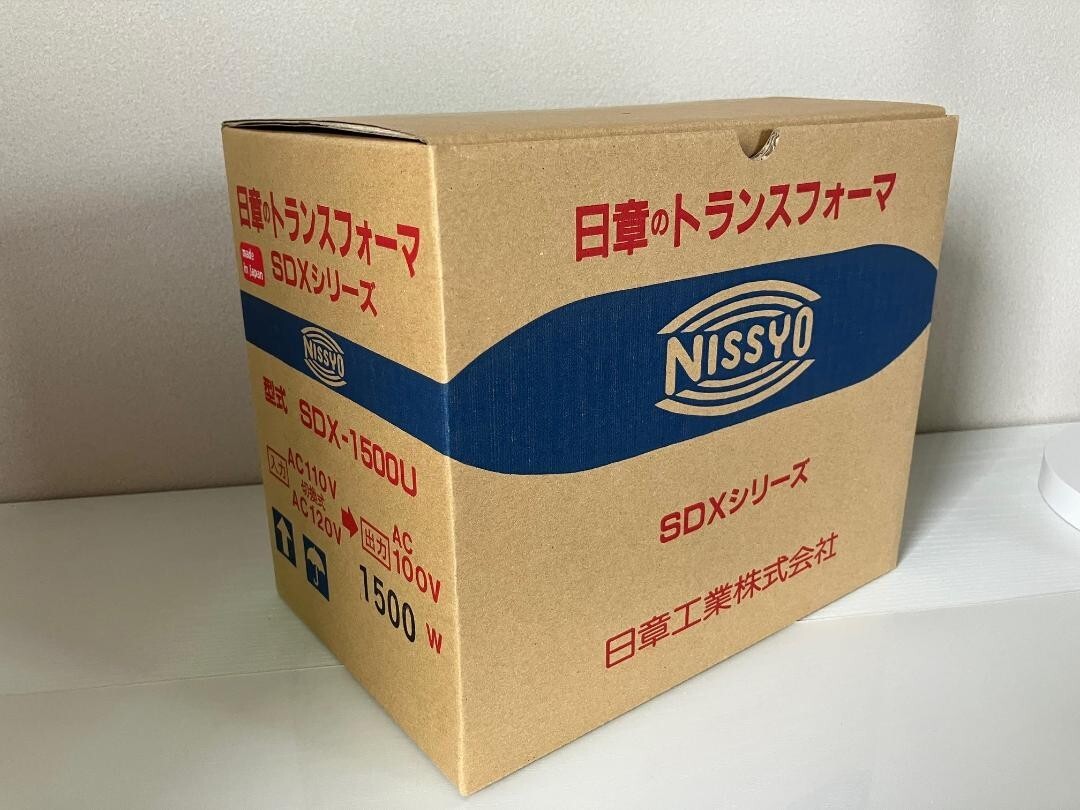 日章のトランスフォーマ
made
in Japan
SDXシリーズ
NISSYO
型式 SDX-1500U
入力
AC110V
切換式
AC120V
出力
AC
100V
1500 W
日章のトランスフォーマ
NISSYO
SDXシリーズ
日章工業株式会社